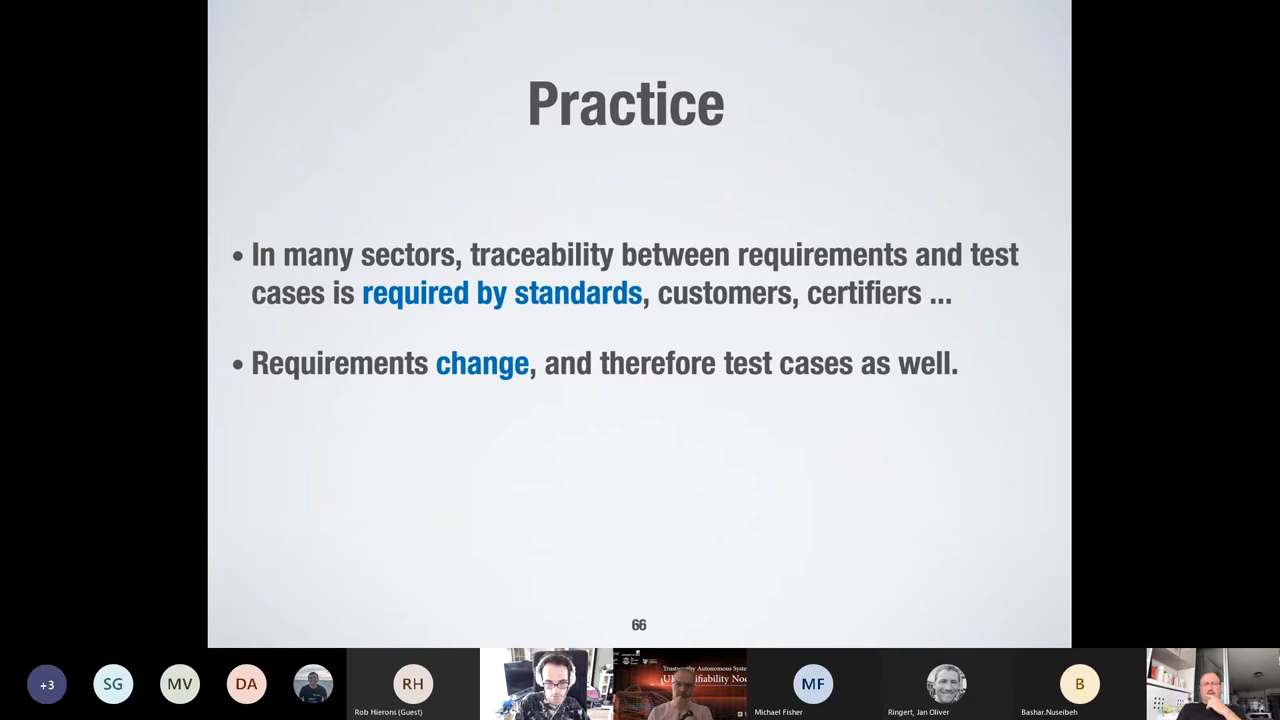 Practice
• In many sectors, traceability between requirements and test
cases is required by standards, customers, certifiers ...
• Requirements change, and therefore test cases as well.
66
+3
SG
MV
DA
RH
Rob Hierons (Guest)
Trustworthy Autonomous
MF
Michael Fisher
Ringert, Jan Oliver
B
Bashar.Nuseibeh